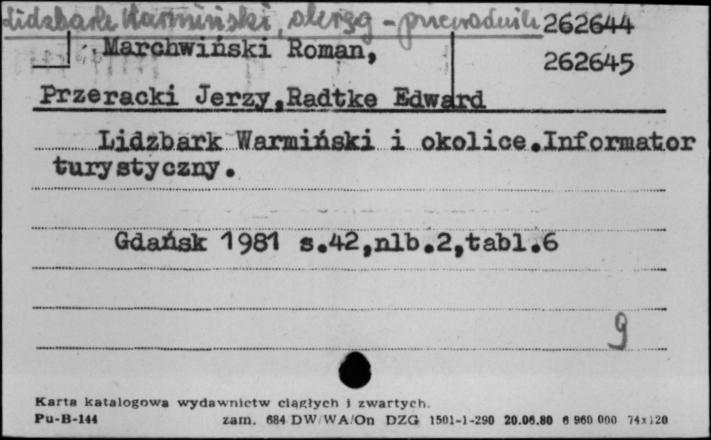 Lidzbark Warmiński, okręg - przewodnik 262644
Marchwiński Roman, 262645
Przeracki Jerzy,Radtke Edward
Lidzbark Warmiński i okolice.Informator
turystyczny.
Gdańsk 1981 s.42,nlb.2,tabl.6
9
Karta katalogowa wydawnictw ciągłych i zwartych.
Pu-B-144 zam. 684/DW/WA/On DZG 1501-1-290 20.06.80 6 960 000 74x120